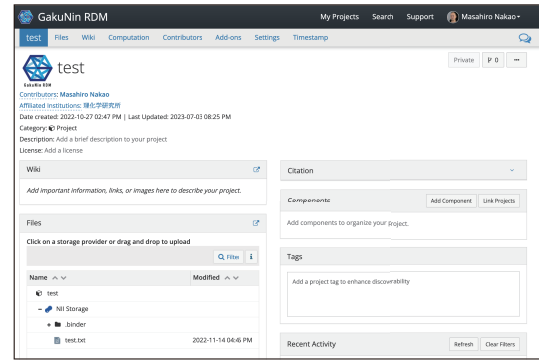 GakuNin RDM
My Projects Search Support Masahiro Nakao
test Files Wiki Computation Contributors Add-ons Settings Timestamp
GakuNin RDM
test
Private 0 ···
Contributors: Masahiro Nakao
Affiliated institutions: 理化学研究所
Date created: 2022-10-27 02:47 PM | Last Updated: 2023-07-03 08:25 PM
Category: Project
Description: Add a brief description to your project
License: Add a license
Wiki
Add important information, links, or images here to describe your project.
Files
Click on a storage provider or drag and drop to upload
Filter i
Name Modified
test
NII Storage
.binder
test.txt 2022-11-14 04:46 PM
Citation
Components Add Component Link Projects
Add components to organize your project.
Tags
Add a project tag to enhance discoverability
Recent Activity Refresh Clear Filters